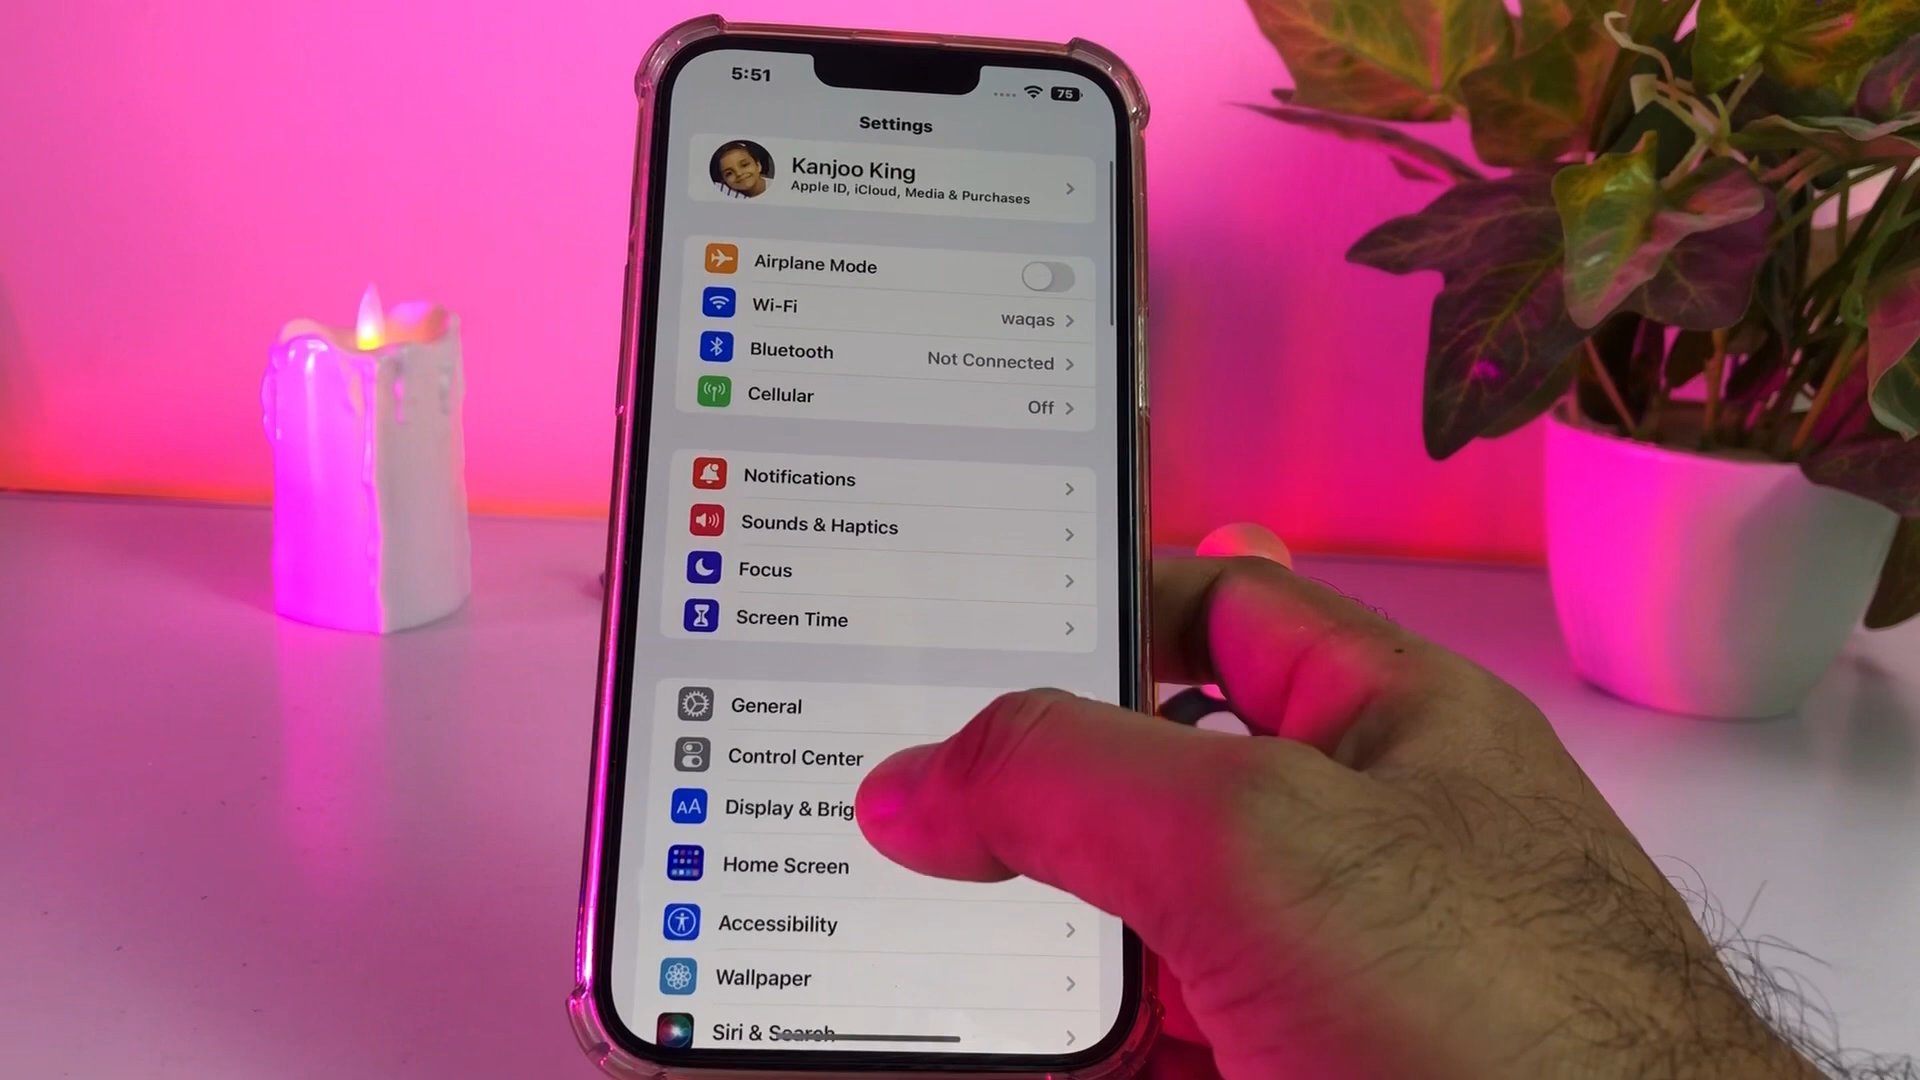 5:51
75
Settings
Kanjoo King
Apple ID, iCloud, Media & Purchases
Airplane Mode
Wi-Fi waqas
Bluetooth Not Connected
Cellular Off
Notifications
Sounds & Haptics
Focus
Screen Time
General
Control Center
AA Display & Brig
Home Screen
Accessibility
Wallpaper
Siri & Search